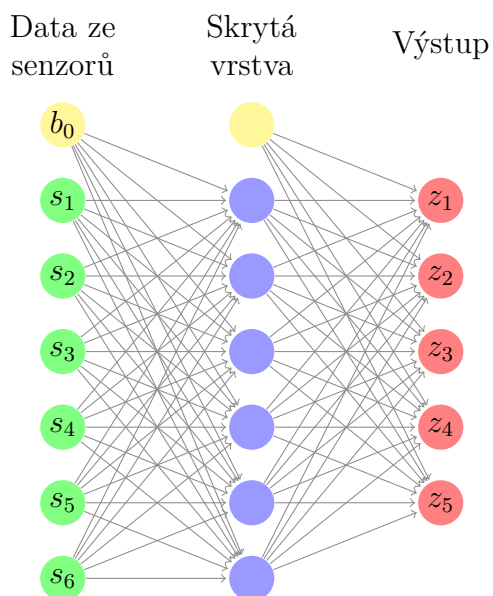 Data ze
senzorů
Skrytá
vrstva
Výstup
b₀
s₁
z₁
s₂
z₂
s₃
z₃
s₄
z₄
s₅
z₅
s₆